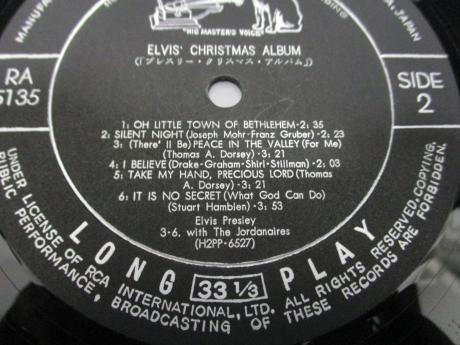 "HIS MASTER'S VOICE"
ELVIS' CHRISTMAS ALBUM
(「プレスリー・クリスマス・アルバム」)
RA
5135
SIDE
2
1: OH LITTLE TOWN OF BETHLEHEM-2: 35
2: SILENT NIGHT (Joseph Mohr-Franz Gruber)-2: 23
3: (There' ll Be) PEACE IN THE VALLEY (For Me)
(Thomas A. Dorsey) -3: 21
4: I BELIEVE (Drake-Graham-Shirl-Stillman) -2; 03
5: TAKE MY HAND, PRECIOUS LORD (Thomas
A. Dorsey) -3: 21
6: IT IS NO SECRET (What God Can Do)
(Stuart Hamblen) -3; 53
Elvis Presley
3-6. with The Jordanaires
(H2PP-6527)
LONG 33 1/3 PLAY
UNDER LICENSE OF RCA INTERNATIONAL, LTD. ALL RIGHTS RESERVED. COPYING,
PUBLIC PERFORMANCE, BROADCASTING OF THESE RECORDS ARE FORBIDDEN.
JAPAN